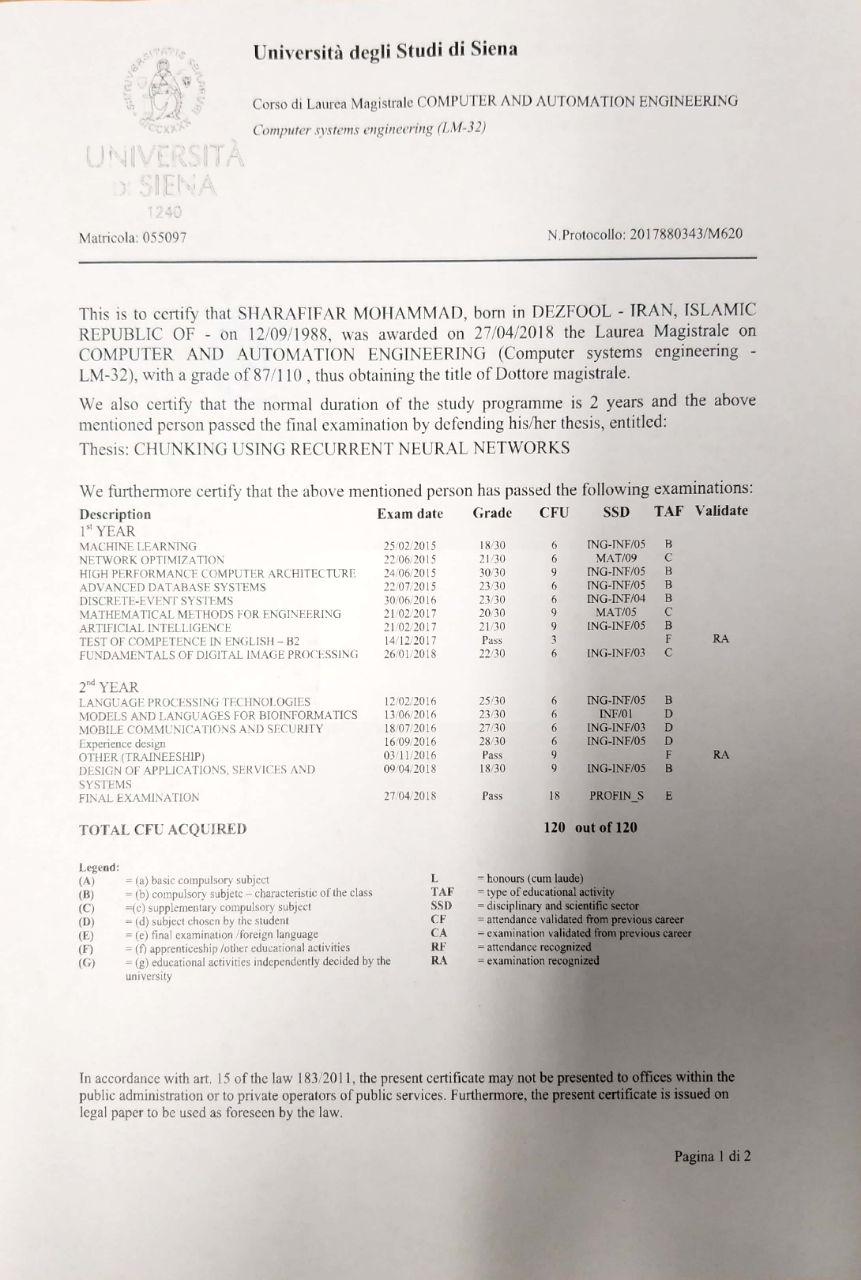 Università degli Studi di Siena
Corso di Laurea Magistrale COMPUTER AND AUTOMATION ENGINEERING
Computer systems engineering (LM-32)
UNIVERSITÀ
DI SIENA
1240
Matricola: 055097
N.Protocollo: 2017880343/M620
This is to certify that SHARAFIFAR MOHAMMAD, born in DEZFOOL - IRAN, ISLAMIC
REPUBLIC OF - on 12/09/1988, was awarded on 27/04/2018 the Laurea Magistrale on
COMPUTER AND AUTOMATION ENGINEERING (Computer systems engineering -
LM-32), with a grade of 87/110 , thus obtaining the title of Dottore magistrale.
We also certify that the normal duration of the study programme is 2 years and the above
mentioned person passed the final examination by defending his/her thesis, entitled:
Thesis: CHUNKING USING RECURRENT NEURAL NETWORKS
We furthermore certify that the above mentioned person has passed the following examinations:
Description Exam date Grade CFU SSD TAF Validate
1st YEAR
MACHINE LEARNING 25/02/2015 18/30 6 ING-INF/05 B
NETWORK OPTIMIZATION 22/06/2015 21/30 6 MAT/09 C
HIGH PERFORMANCE COMPUTER ARCHITECTURE 24/06/2015 30/30 9 ING-INF/05 B
ADVANCED DATABASE SYSTEMS 22/07/2015 23/30 6 ING-INF/05 B
DISCRETE-EVENT SYSTEMS 30/06/2016 23/30 6 ING-INF/04 B
MATHEMATICAL METHODS FOR ENGINEERING 21/02/2017 20/30 9 MAT/05 C
ARTIFICIAL INTELLIGENCE 21/02/2017 21/30 9 ING-INF/05 B
TEST OF COMPETENCE IN ENGLISH – B2 14/12/2017 Pass 3 F RA
FUNDAMENTALS OF DIGITAL IMAGE PROCESSING 26/01/2018 22/30 6 ING-INF/03 C
2nd YEAR
LANGUAGE PROCESSING TECHNOLOGIES 12/02/2016 25/30 6 ING-INF/05 B
MODELS AND LANGUAGES FOR BIOINFORMATICS 13/06/2016 23/30 6 INF/01 D
MOBILE COMMUNICATIONS AND SECURITY 18/07/2016 27/30 6 ING-INF/03 D
Experience design 16/09/2016 28/30 6 ING-INF/05 D
OTHER (TRAINEESHIP) 03/11/2016 Pass 9 F RA
DESIGN OF APPLICATIONS, SERVICES AND 09/04/2018 18/30 9 ING-INF/05 B
SYSTEMS
FINAL EXAMINATION 27/04/2018 Pass 18 PROFIN_S E
TOTAL CFU ACQUIRED 120 out of 120
Legend:
(A) = (a) basic compulsory subject
(B) = (b) compulsory subjetc – characteristic of the class
(C) =(c) supplementary compulsory subject
(D) = (d) subject chosen by the student
(E) = (e) final examination /foreign language
(F) = (f) apprenticeship /other educational activities
(G) = (g) educational activities independently decided by the
university
L = honours (cum laude)
TAF = type of educational activity
SSD = disciplinary and scientific sector
CF = attendance validated from previous career
CA = examination validated from previous career
RF = attendance recognized
RA = examination recognized
In accordance with art. 15 of the law 183/2011, the present certificate may not be presented to offices within the
public administration or to private operators of public services. Furthermore, the present certificate is issued on
legal paper to be used as foreseen by the law.
Pagina 1 di 2